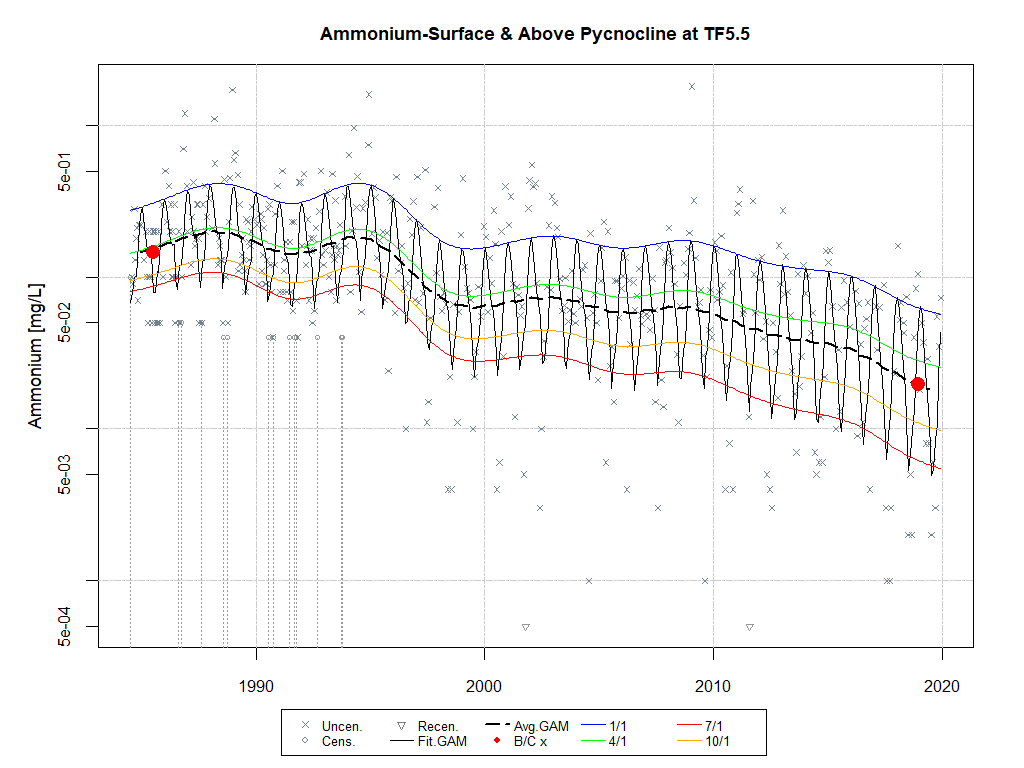 Ammonium-Surface & Above Pycnocline at TF5.5
Ammonium [mg/L]
5e-01
5e-02
5e-03
5e-04
1990 2000 2010 2020
Uncen. Recen. Avg.GAM 1/1 7/1
Cens. Fit.GAM B/C x 4/1 10/1